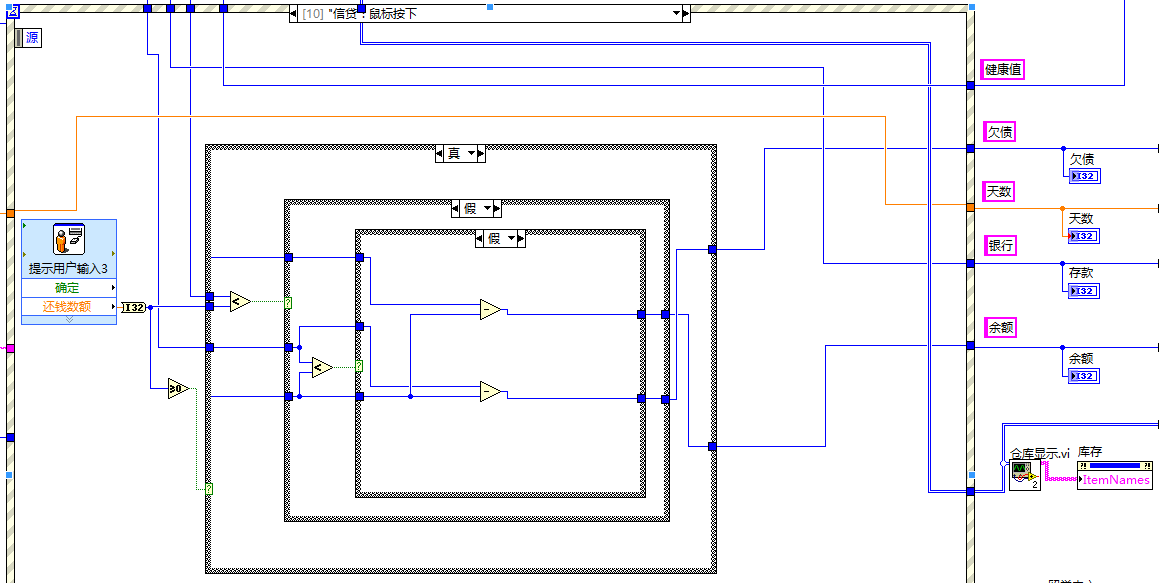 [10] "信贷": 鼠标按下
源
健康值
欠债
真
欠债
I32
天数
假
天数
I32
假
银行
提示用户输入3
存款
确定
I32
还钱数额
I32
<
?
-
余额
余额
<
?
I32
≥0
-
仓库显示.vi
库存
?!
?!
2
ItemNames
?